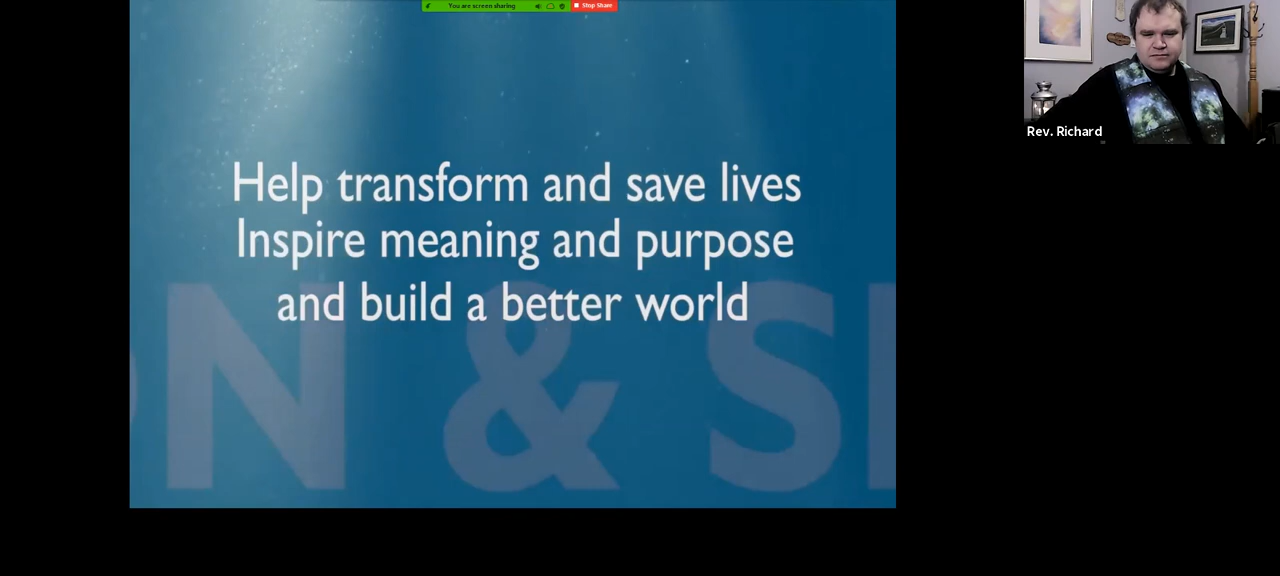 You are screen sharing
Stop Share
Help transform and save lives
Inspire meaning and purpose
and build a better world
N & S
Rev. Richard